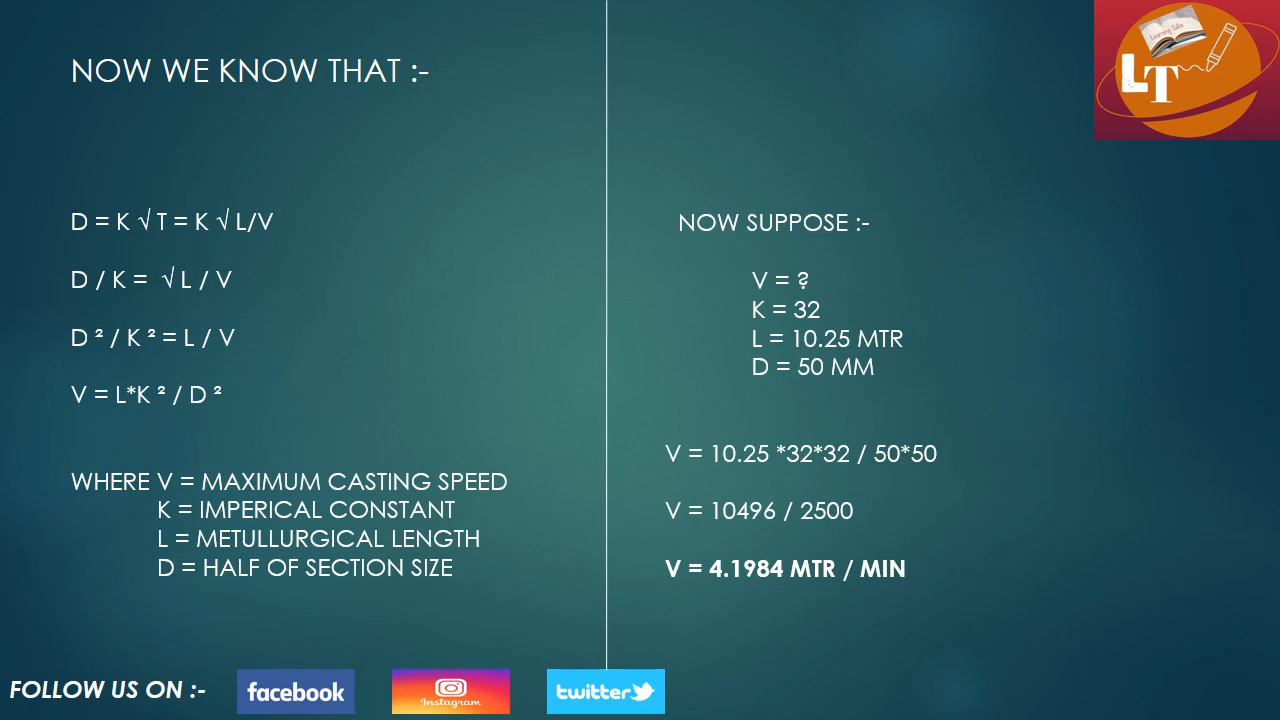 NOW WE KNOW THAT :-
D = K √ T = K √ L/V
D / K = √ L / V
D ² / K ² = L / V
V = L*K ² / D ²
WHERE V = MAXIMUM CASTING SPEED
K = IMPERICAL CONSTANT
L = METULLURGICAL LENGTH
D = HALF OF SECTION SIZE
NOW SUPPOSE :-
V = ?
K = 32
L = 10.25 MTR
D = 50 MM
V = 10.25 *32*32 / 50*50
V = 10496 / 2500
V = 4.1984 MTR / MIN
Learning Talks
LT
FOLLOW US ON :-
facebook
Instagram
twitter